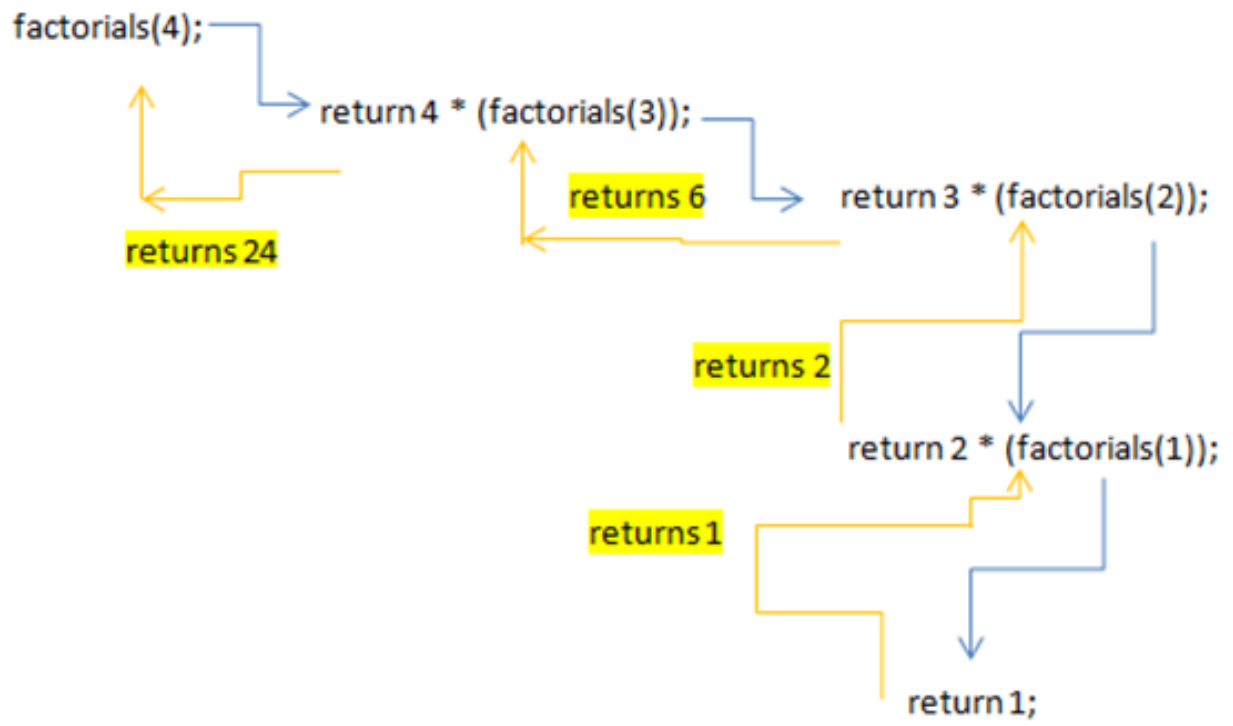 factorials(4);
return 4 * (factorials(3));
returns 6
return 3 * (factorials(2));
returns 24
returns 2
return 2 * (factorials(1));
returns 1
return 1;